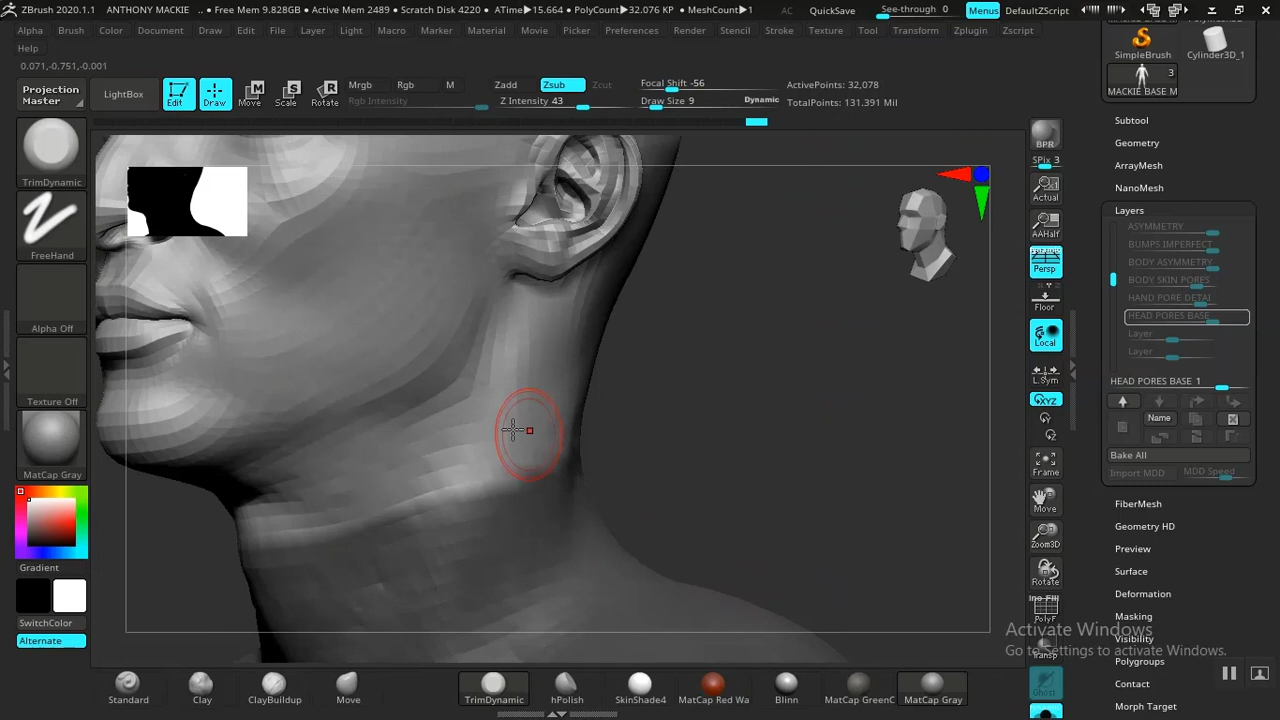 ZBrush 2020.1.1 ANTHONY MACKIE .. • Free Mem 9.828GB • Active Mem 2489 • Scratch Disk 4220 • ATime▶15.664 • PolyCount▶32.076 KP • MeshCount▶1 AC QuickSave See-through 0 Menus DefaultZScript
Alpha Brush Color Document Draw Edit File Layer Light Macro Marker Material Movie Picker Preferences Render Stencil Stroke Texture Tool Transform Zplugin Zscript
Help
0.071,-0.751,-0.001
Projection Master
LightBox
Edit
Draw
Move
Scale
Rotate
Mrgb Rgb M
Rgb Intensity
Zadd Zsub Zcut
Z Intensity 43
Focal Shift -56
Draw Size 9
Dynamic
ActivePoints: 32,078
TotalPoints: 131.391 Mil
TrimDynamic
FreeHand
Alpha Off
Texture Off
MatCap Gray
Gradient
SwitchColor
Alternate
BPR
SPix 3
Actual
AAHalf
Persp
Floor
Local
L.Sym
XYZ
Y
Z
Frame
Move
Zoom3D
Rotate
PolyF
Transp
Ghost
SimpleBrush
Cylinder3D_1
3
MACKIE BASE M
Subtool
Geometry
ArrayMesh
NanoMesh
Layers
ASYMMETRY
BUMPS IMPERFECT
BODY ASYMMETRY
BODY SKIN PORES
HAND PORE DETAI
HEAD PORES BASE
Layer
Layer
HEAD PORES BASE 1
Name
Bake All
Import MDD MDD Speed
FiberMesh
Geometry HD
Preview
Surface
Deformation
Masking
Visibility
Polygroups
Contact
Morph Target
Activate Windows
Go to Settings to activate Windows.
Standard
Clay
ClayBuildup
Move
TrimDynamic
hPolish
SkinShade4
MatCap Red Wa
Blinn
MatCap GreenC
MatCap Gray